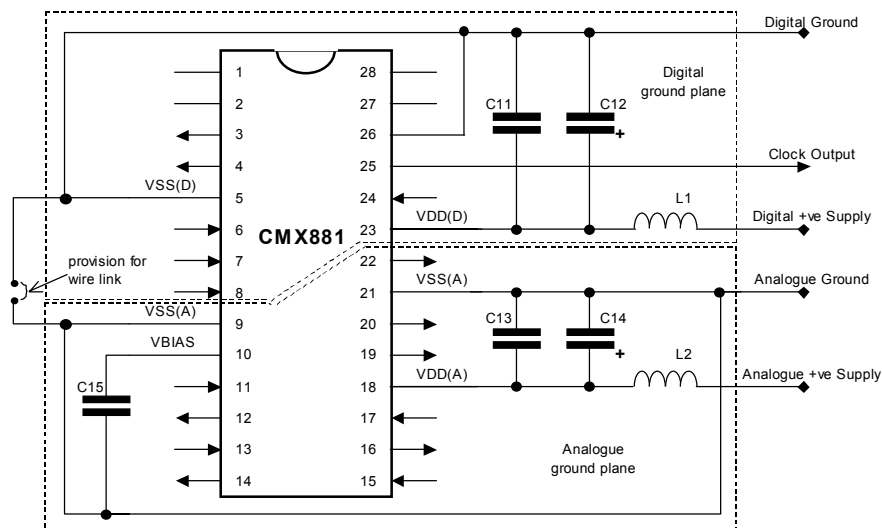 Digital Ground
Digital
ground plane
1
28
2
27
C11
C12
3
26
+
4
25
Clock Output
VSS(D)
5
24
L1
6
CMX881
23
VDD(D)
Digital +ve Supply
provision for
wire link
7
22
8
21
VSS(A)
Analogue Ground
VSS(A)
9
20
C13
C14
VBIAS
10
19
+
L2
C15
11
18
VDD(A)
Analogue +ve Supply
12
17
13
16
Analogue
ground plane
14
15